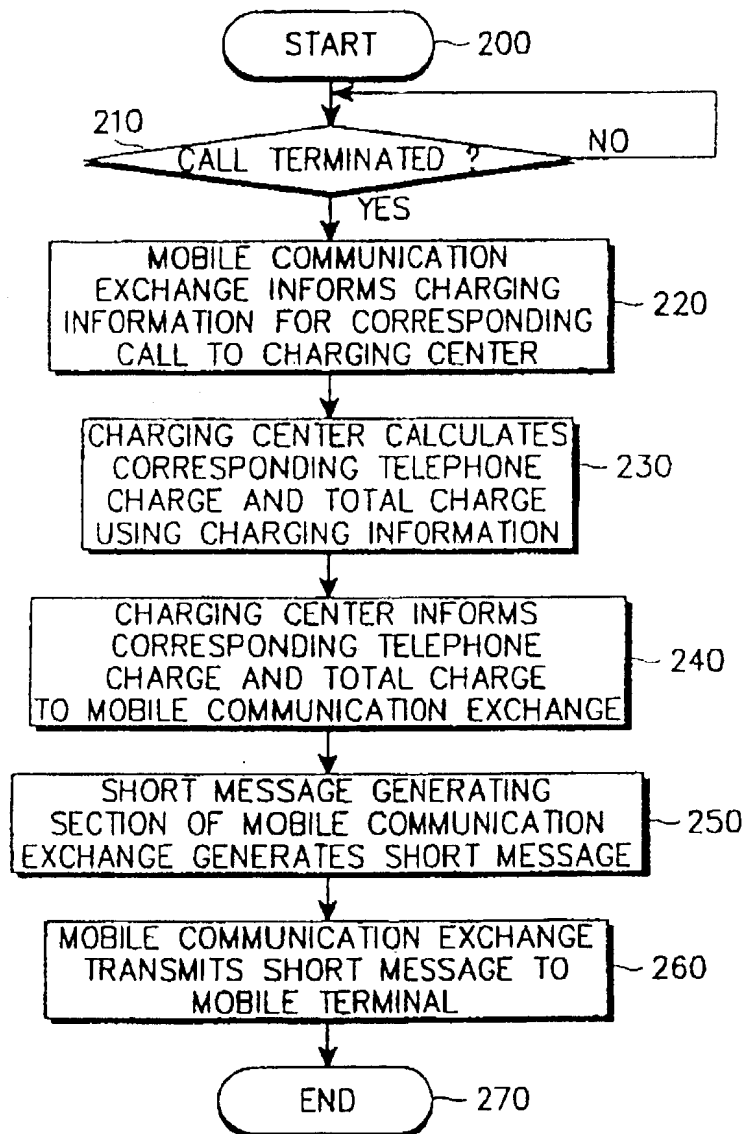 START
200
210
CALL TERMINATED ?
NO
YES
MOBILE COMMUNICATION
EXCHANGE INFORMS CHARGING
INFORMATION FOR CORRESPONDING
CALL TO CHARGING CENTER
220
CHARGING CENTER CALCULATES
CORRESPONDING TELEPHONE
CHARGE AND TOTAL CHARGE
USING CHARGING INFORMATION
230
CHARGING CENTER INFORMS
CORRESPONDING TELEPHONE
CHARGE AND TOTAL CHARGE
TO MOBILE COMMUNICATION EXCHANGE
240
SHORT MESSAGE GENERATING
SECTION OF MOBILE COMMUNICATION
EXCHANGE GENERATES SHORT MESSAGE
250
MOBILE COMMUNICATION EXCHANGE
TRANSMITS SHORT MESSAGE TO
MOBILE TERMINAL
260
END
270